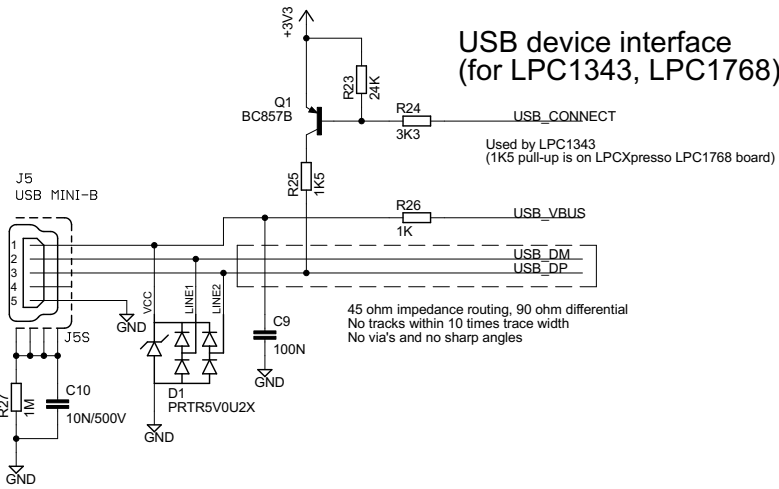 USB device interface
(for LPC1343, LPC1768)
+3V3
R23
24K
Q1
BC857B
R24
3K3
USB_CONNECT
Used by LPC1343
(1K5 pull-up is on LPCXpresso LPC1768 board)
R25
1K5
J5
USB MINI-B
R26
1K
USB_VBUS
1
2
3
4
5
USB_DM
USB_DP
GND
J5S
VCC
LINE1
LINE2
45 ohm impedance routing, 90 ohm differential
No tracks within 10 times trace width
No via's and no sharp angles
C9
100N
GND
D1
PRTR5V0U2X
GND
R27
1M
C10
10N/500V
GND